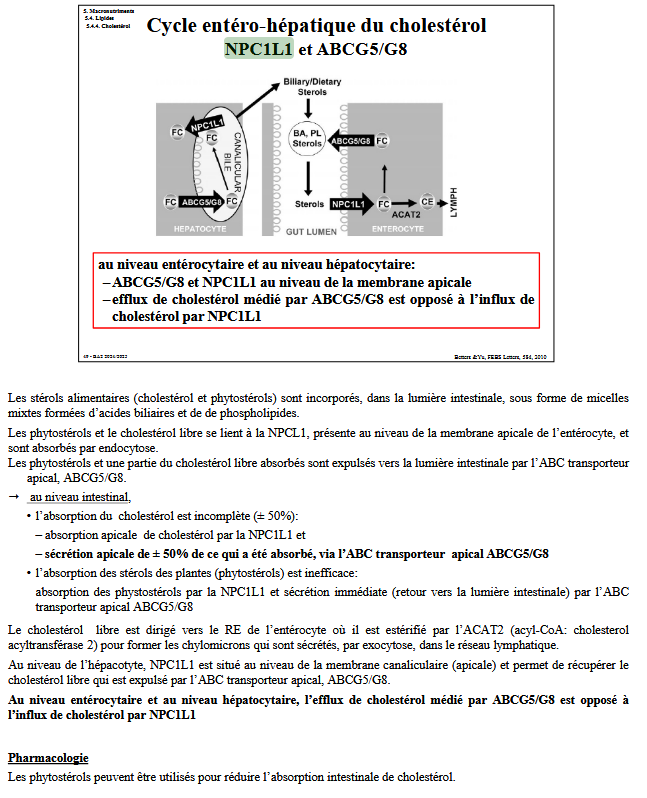 5. Macronutriments
5.4. Lipides
5.4.4. Cholestérol
Cycle entéro-hépatique du cholestérol
NPC1L1 et ABCG5/G8
Biliary/Dietary
Sterols
NPC1L1
FC
FC
CANALICULAR
BILE
BA, PL
Sterols
ABCG5/G8
FC
FC
ABCG5/G8
FC
Sterols
NPC1L1
FC
CE
ACAT2
LYMPH
HEPATOCYTE
GUT LUMEN
ENTEROCYTE
au niveau entérocytaire et au niveau hépatocytaire:
–ABCG5/G8 et NPC1L1 au niveau de la membrane apicale
–efflux de cholestérol médié par ABCG5/G8 est opposé à l’influx de
cholestérol par NPC1L1
69 - BA2 2024/2025
Betters &Yu, FEBS Letters, 584, 2010
Les stérols alimentaires (cholestérol et phytostérols) sont incorporés, dans la lumière intestinale, sous forme de micelles
mixtes formées d’acides biliaires et de de phospholipides.
Les phytostérols et le cholestérol libre se lient à la NPCL1, présente au niveau de la membrane apicale de l’entérocyte, et
sont absorbés par endocytose.
Les phytostérols et une partie du cholestérol libre absorbés sont expulsés vers la lumière intestinale par l’ABC transporteur
apical, ABCG5/G8.
→ au niveau intestinal,
• l’absorption du cholestérol est incomplète (± 50%):
– absorption apicale de cholestérol par la NPC1L1 et
– sécrétion apicale de ± 50% de ce qui a été absorbé, via l’ABC transporteur apical ABCG5/G8
• l’absorption des stérols des plantes (phytostérols) est inefficace:
absorption des phystostérols par la NPC1L1 et sécrétion immédiate (retour vers la lumière intestinale) par l’ABC
transporteur apical ABCG5/G8
Le cholestérol libre est dirigé vers le RE de l’entérocyte où il est estérifié par l’ACAT2 (acyl-CoA: cholesterol
acyltransférase 2) pour former les chylomicrons qui sont sécrétés, par exocytose, dans le réseau lymphatique.
Au niveau de l’hépacotyte, NPC1L1 est situé au niveau de la membrane canaliculaire (apicale) et permet de récupérer le
cholestérol libre qui est expulsé par l’ABC transporteur apical, ABCG5/G8.
Au niveau entérocytaire et au niveau hépatocytaire, l’efflux de cholestérol médié par ABCG5/G8 est opposé à
l’influx de cholestérol par NPC1L1
Pharmacologie
Les phytostérols peuvent être utilisés pour réduire l’absorption intestinale de cholestérol.